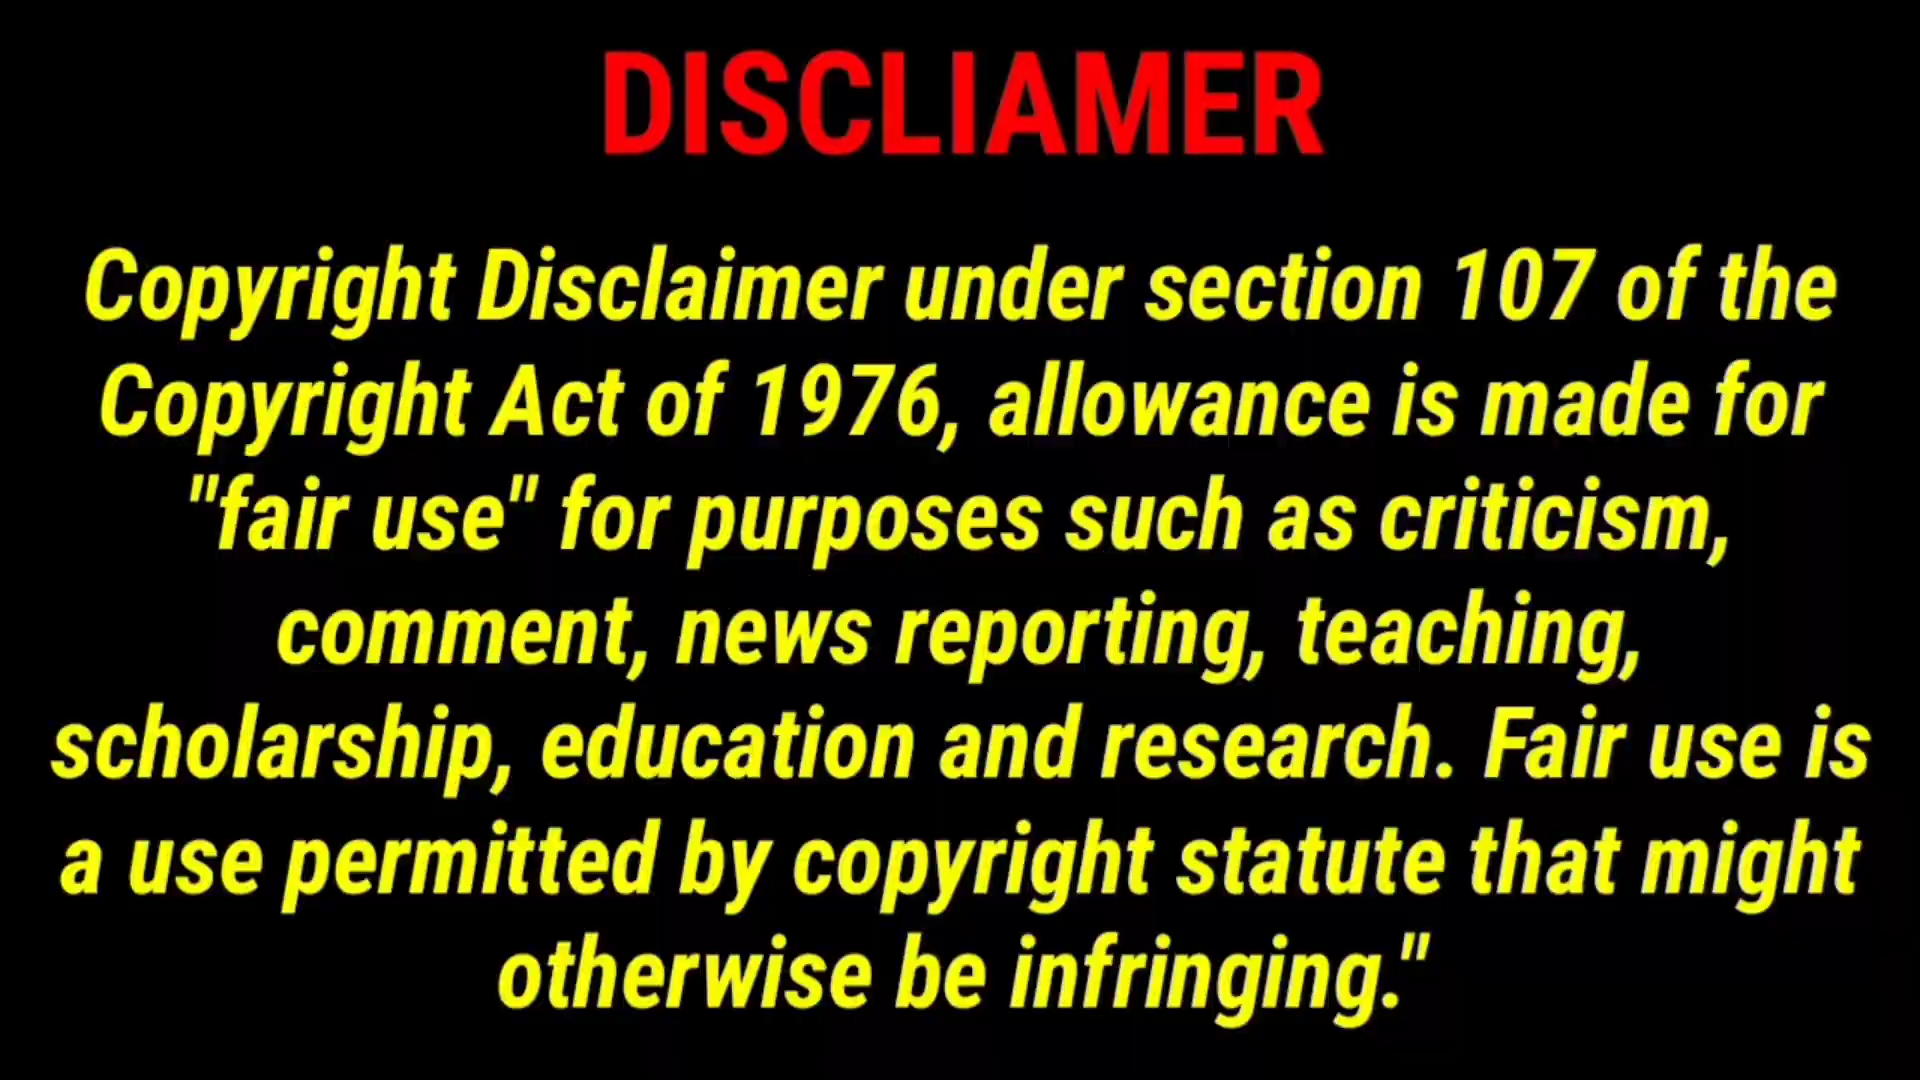 DISCLIAMER
Copyright Disclaimer under section 107 of the
Copyright Act of 1976, allowance is made for
"fair use" for purposes such as criticism,
comment, news reporting, teaching,
scholarship, education and research. Fair use is
a use permitted by copyright statute that might
otherwise be infringing."